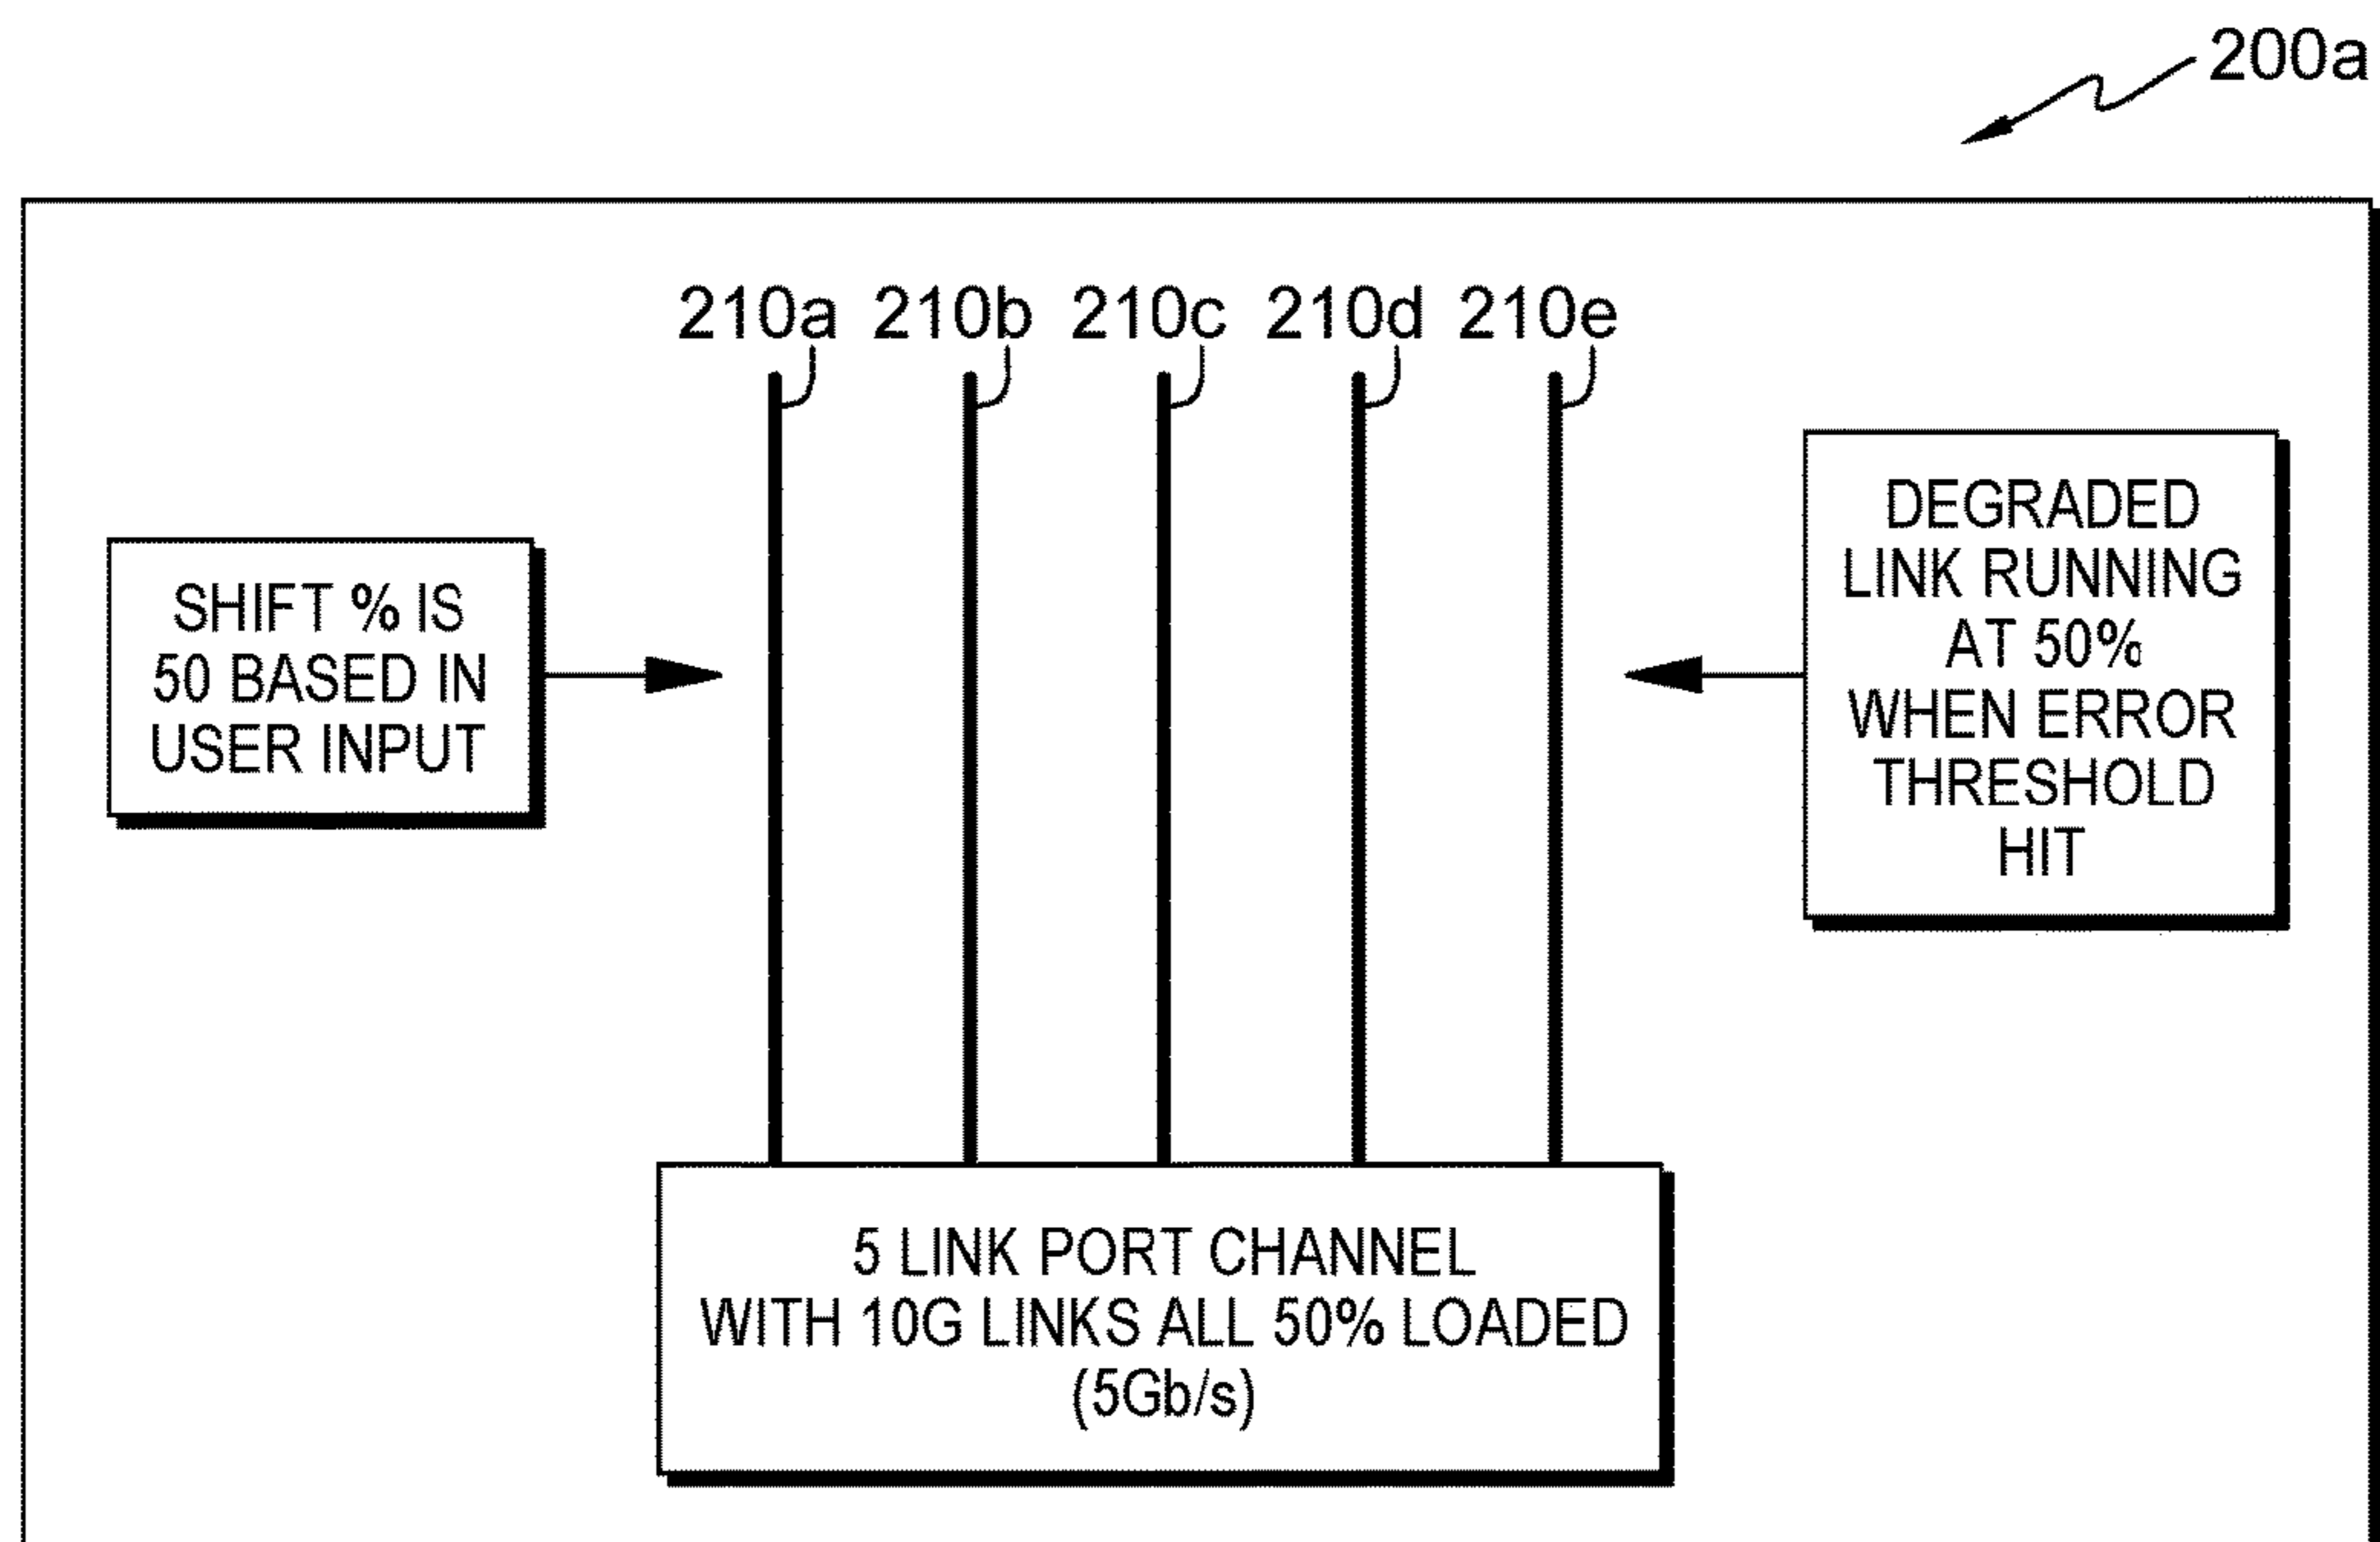 200a
210a 210b 210c 210d 210e
SHIFT % IS
50 BASED IN
USER INPUT
DEGRADED
LINK RUNNING
AT 50%
WHEN ERROR
THRESHOLD
HIT
5 LINK PORT CHANNEL
WITH 10G LINKS ALL 50% LOADED
(5Gb/s)